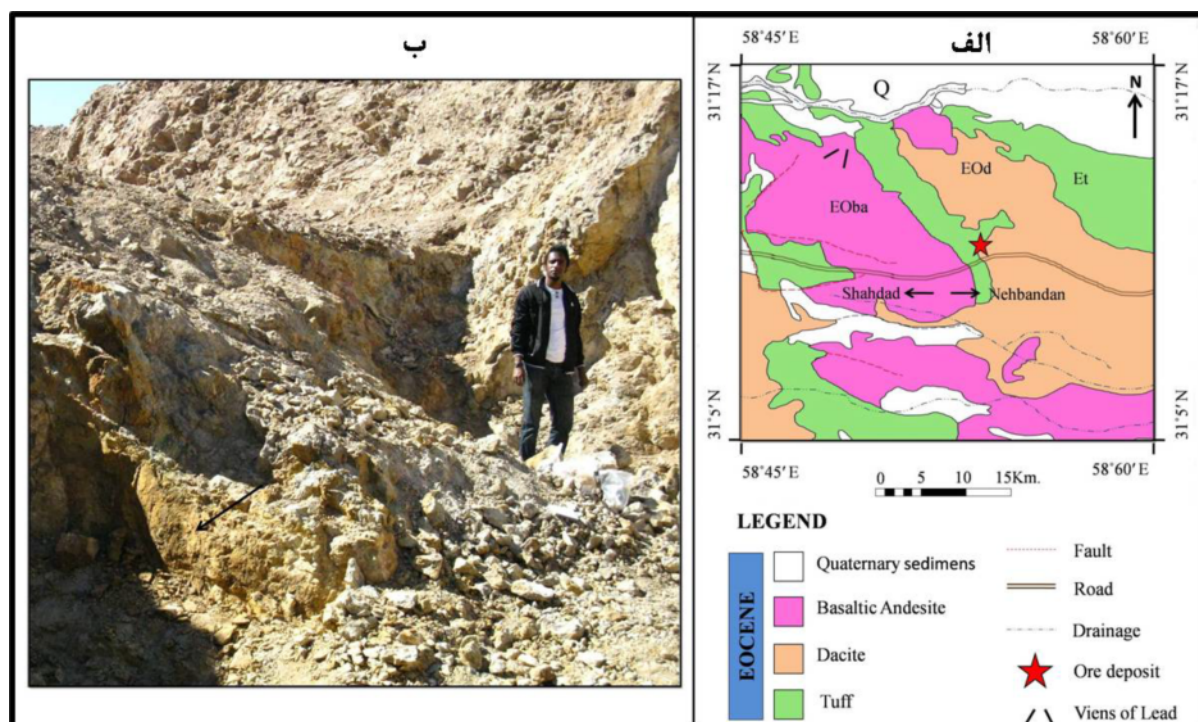 ب
الف
58°45′ E
58°60′ E
31°17′N
31°17′N
Q
N
EOd
Et
EOba
Shahdad
Nehbandan
31°5′N
31°5′N
58°45′ E
58°60′ E
0 5 10 15Km.
LEGEND
EOCENE
Quaternary sedimens
Basaltic Andesite
Dacite
Tuff
Fault
Road
Drainage
Ore deposit
Viens of Lead